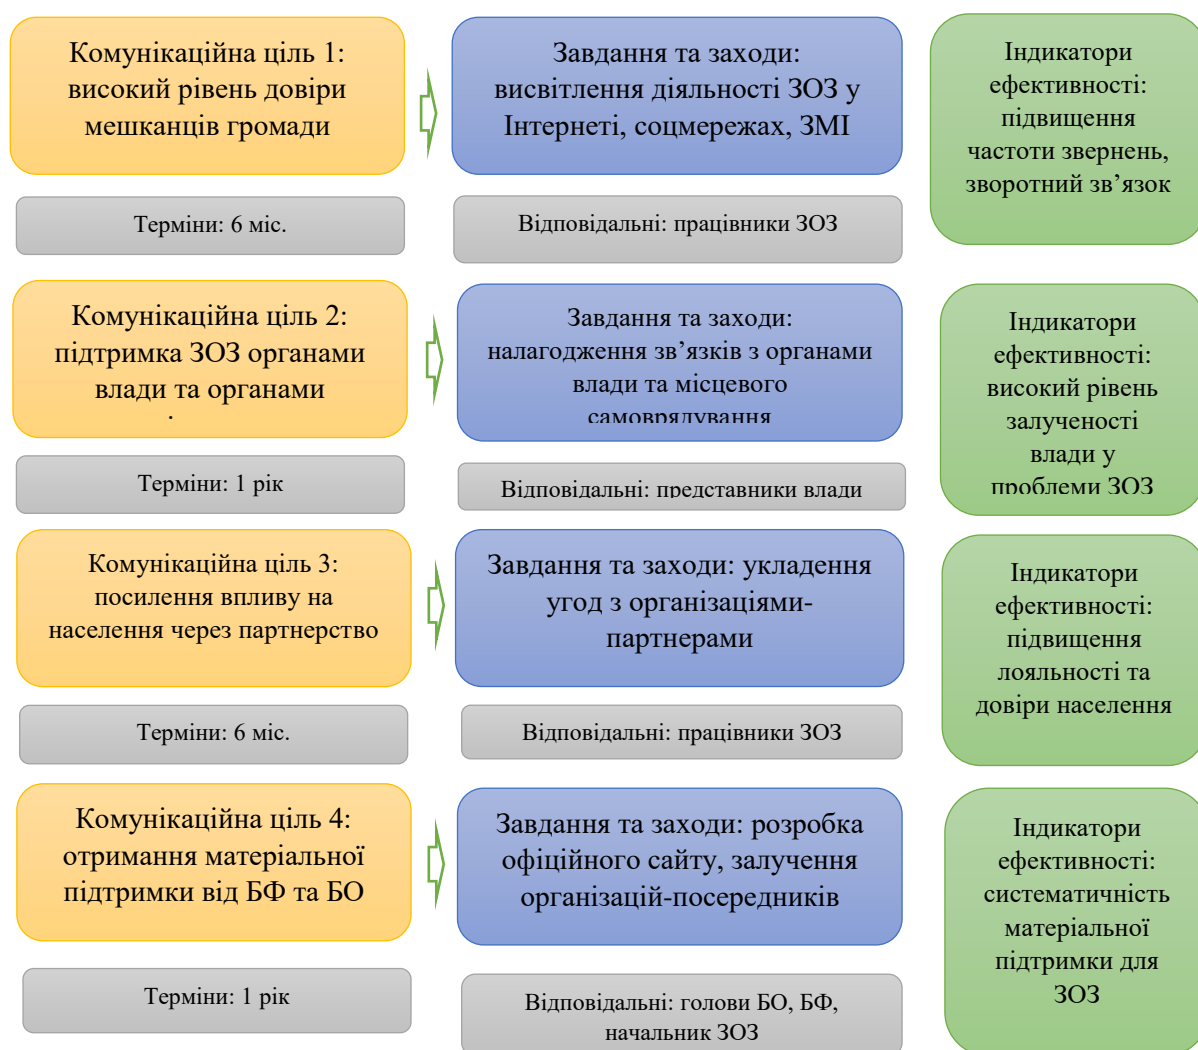 Комунікаційна ціль 1:
високий рівень довіри
мешканців громади
Завдання та заходи:
висвітлення діяльності ЗОЗ у
Інтернеті, соцмережах, ЗМІ
Індикатори
ефективності:
підвищення
частоти звернень,
зворотний зв’язок
Терміни: 6 міс.
Відповідальні: працівники ЗОЗ
Комунікаційна ціль 2:
підтримка ЗОЗ органами
влади та органами
Завдання та заходи:
налагодження зв’язків з органами
влади та місцевого
самоврядування
Індикатори
ефективності:
високий рівень
залученості
влади у
проблеми ЗОЗ
Терміни: 1 рік
Відповідальні: представники влади
Комунікаційна ціль 3:
посилення впливу на
населення через партнерство
Завдання та заходи: укладення
угод з організаціями-
партнерами
Індикатори
ефективності:
підвищення
лояльності та
довіри населення
Терміни: 6 міс.
Відповідальні: працівники ЗОЗ
Комунікаційна ціль 4:
отримання матеріальної
підтримки від БФ та БО
Завдання та заходи: розробка
офіційного сайту, залучення
організацій-посередників
Індикатори
ефективності:
систематичність
матеріальної
підтримки для
ЗОЗ
Терміни: 1 рік
Відповідальні: голови БО, БФ,
начальник ЗОЗ